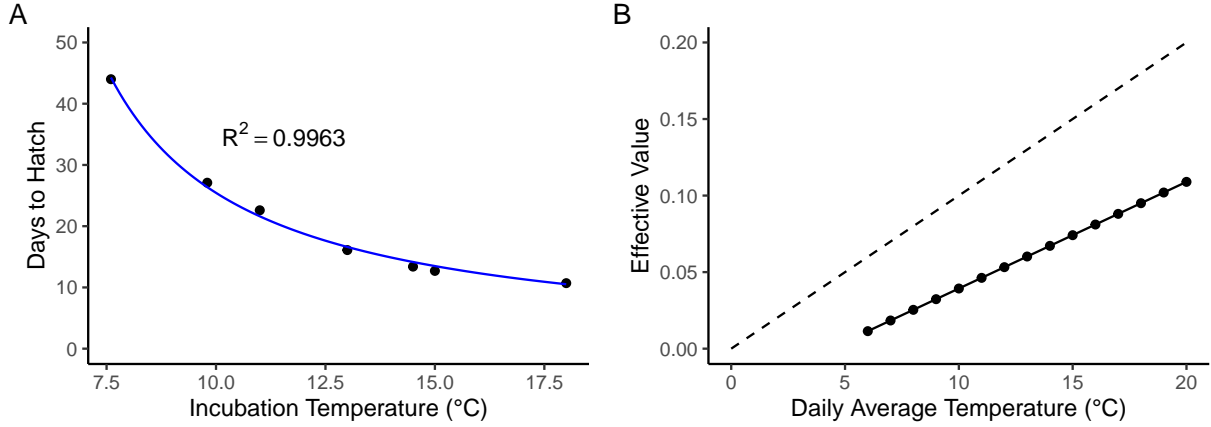 A
Days to Hatch
50
40
30
20
10
0
R² = 0.9963
7.5 10.0 12.5 15.0 17.5
Incubation Temperature (°C)
B
Effective Value
0.20
0.15
0.10
0.05
0.00
0 5 10 15 20
Daily Average Temperature (°C)